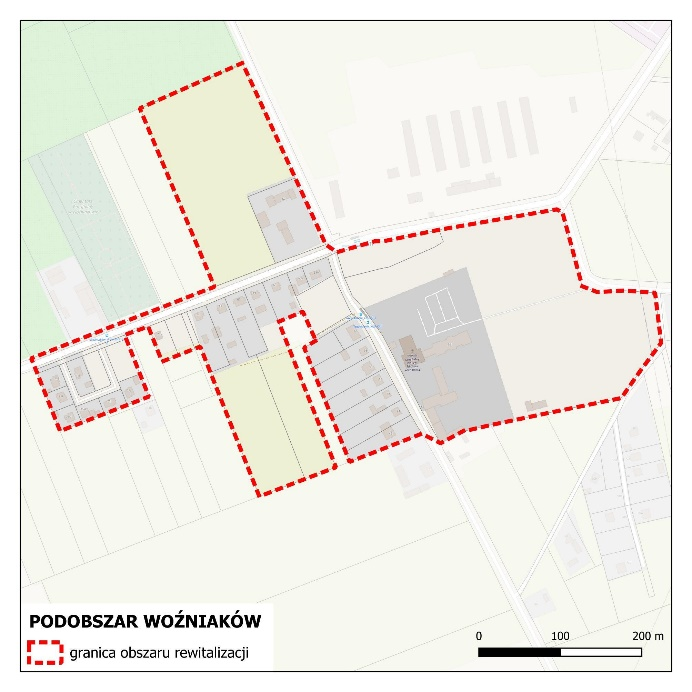 PODOBSZAR WOŹNIAKÓW
granica obszaru rewitalizacji
0 100 200 m